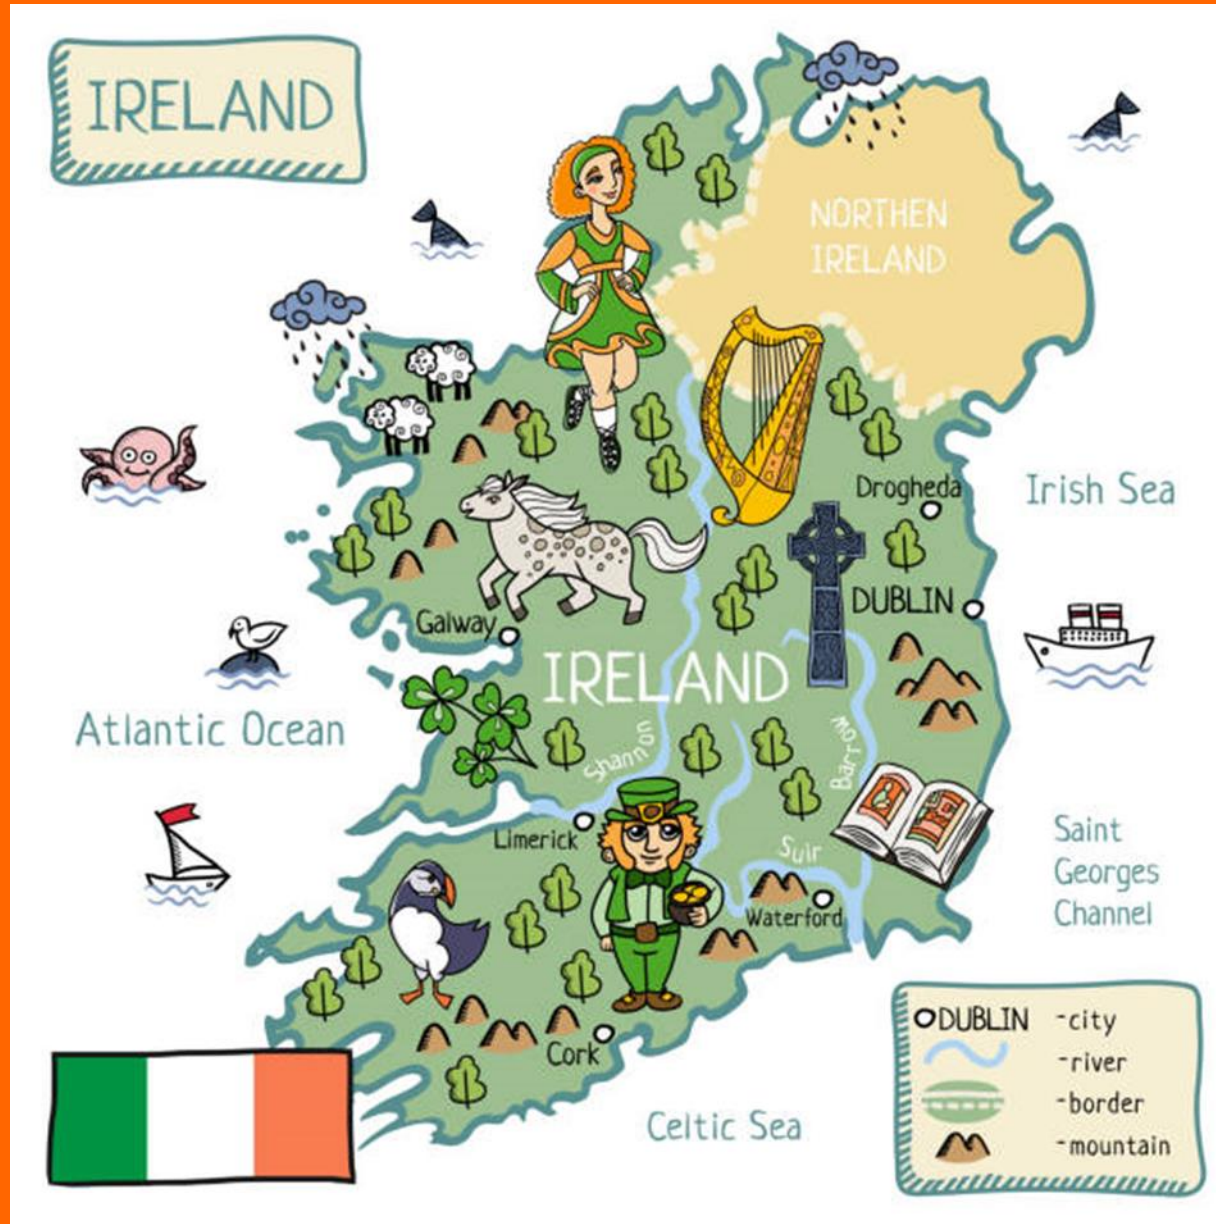 IRELAND
NORTHEN
IRELAND
Drogheda
Irish Sea
DUBLIN
Galway
IRELAND
Atlantic Ocean
Shannon
Barrow
Limerick
Suir
Saint
Georges
Channel
Waterford
Cork
Celtic Sea
DUBLIN -city
-river
-border
-mountain